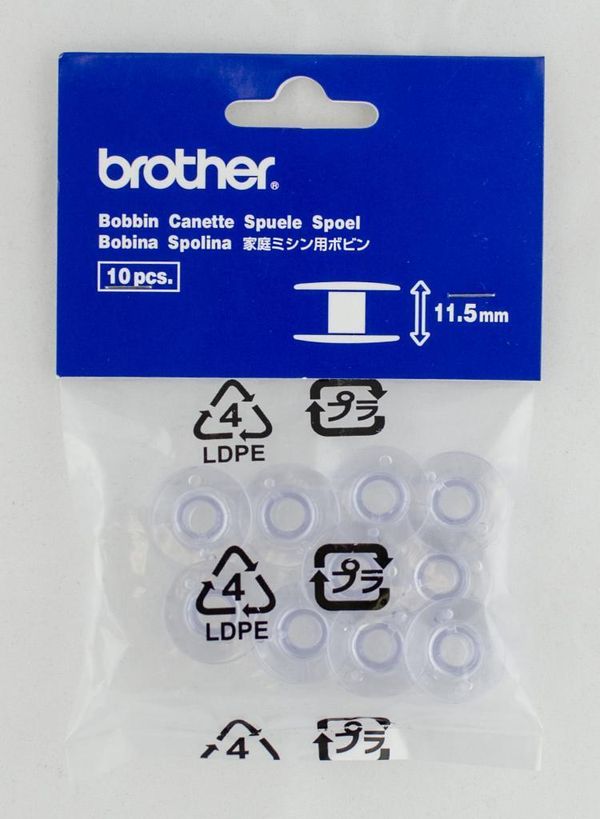 brother®
Bobbin Canette Spuele Spoel
Bobina Spolina 家庭ミシン用ボビン
10 pcs.
11.5mm
4 プラ
LDPE
4 プラ
LDPE
4 プラ